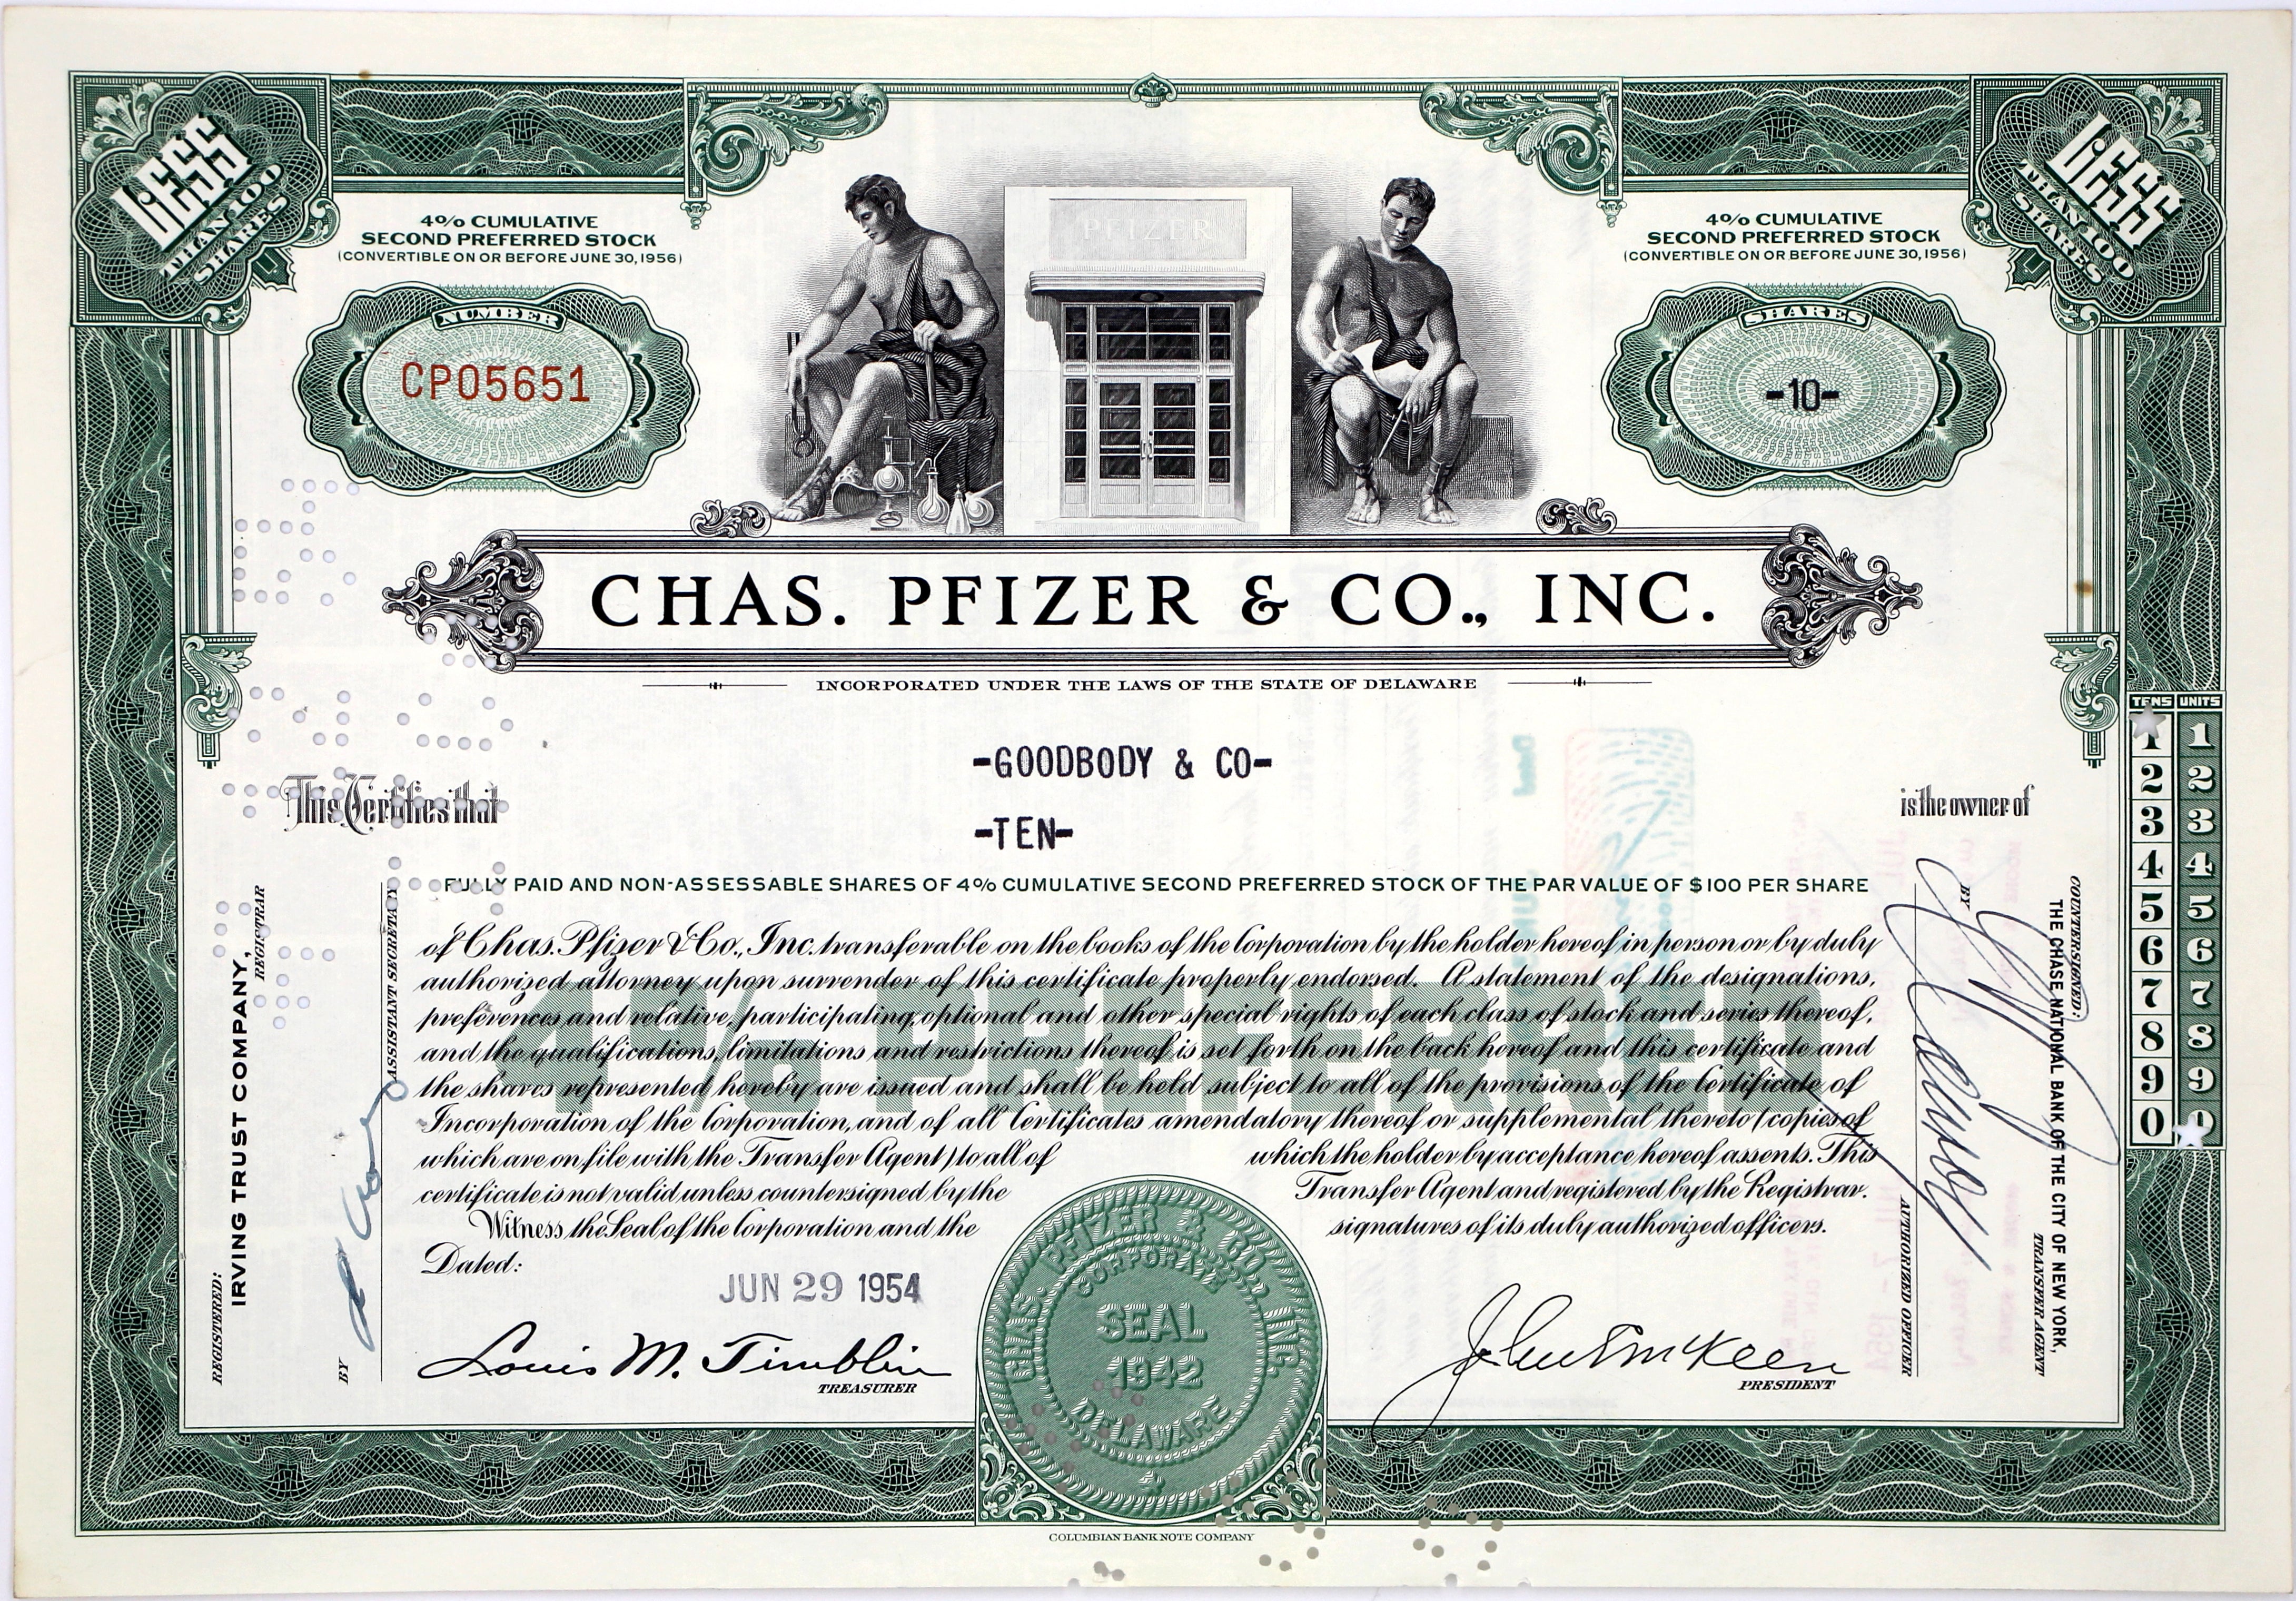 LESS
THAN 100
SHARES
LESS
THAN 100
SHARES
4% CUMULATIVE
SECOND PREFERRED STOCK
(CONVERTIBLE ON OR BEFORE JUNE 30, 1956)
4% CUMULATIVE
SECOND PREFERRED STOCK
(CONVERTIBLE ON OR BEFORE JUNE 30, 1956)
PFIZER
NUMBER
CP05651
SHARES
-10-
CHAS. PFIZER & CO., INC.
INCORPORATED UNDER THE LAWS OF THE STATE OF DELAWARE
TENS UNITS
1 1
2 2
3 3
4 4
5 5
6 6
7 7
8 8
9 9
0 0
-GOODBODY & CO-
This Certifies that
is the owner of
-TEN-
FULLY PAID AND NON-ASSESSABLE SHARES OF 4% CUMULATIVE SECOND PREFERRED STOCK OF THE PAR VALUE OF $100 PER SHARE
of Chas. Pfizer & Co., Inc. transferable on the books of the Corporation by the holder hereof in person or by duly
authorized attorney upon surrender of this certificate properly endorsed. A statement of the designations,
preferences and relative, participating, optional and other special rights of each class of stock and series thereof,
and the qualifications, limitations and restrictions thereof is set forth on the back hereof and this certificate and
the shares represented hereby are issued and shall be held subject to all of the provisions of the Certificate of
Incorporation of the Corporation, and of all Certificates amendatory thereof or supplemental thereto (copies of
which are on file with the Transfer Agent) to all of which the holder by acceptance hereof assents. This
certificate is not valid unless countersigned by the Transfer Agent and registered by the Registrar.
Witness the Seal of the Corporation and the signatures of its duly authorized officers.
4% PREFERRED
Dated:
JUN 29 1954
Louis M. Timblin
TREASURER
CHAS. PFIZER & CO., INC.
CORPORATE
SEAL
1942
DELAWARE
John E McKeen
PRESIDENT
REGISTERED:
IRVING TRUST COMPANY,
REGISTRAR
BY
ASSISTANT SECRETARY
COUNTERSIGNED:
THE CHASE NATIONAL BANK OF THE CITY OF NEW YORK,
TRANSFER AGENT
BY
AUTHORIZED OFFICER
COLUMBIAN BANK NOTE COMPANY